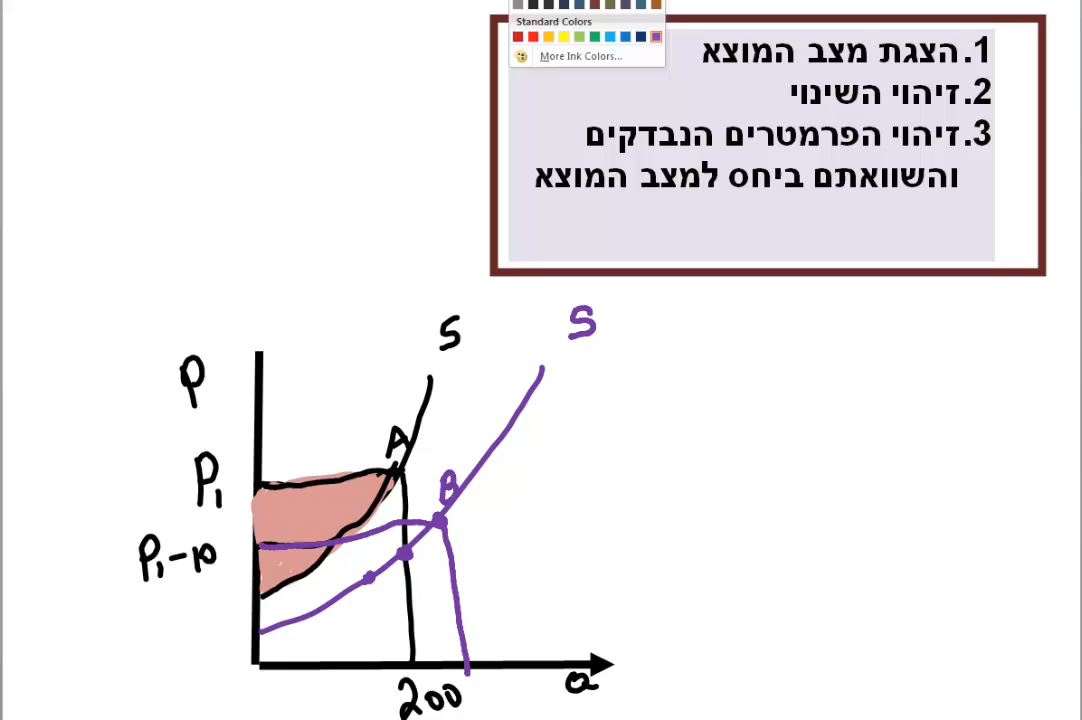 Standard Colors
More Ink Colors...
1. הצגת מצב המוצא
2. זיהוי השינוי
3. זיהוי הפרמטרים הנבדקים
והשוואתם ביחס למצב המוצא
S
S
P
A
P1
B
P1-10
200
Q